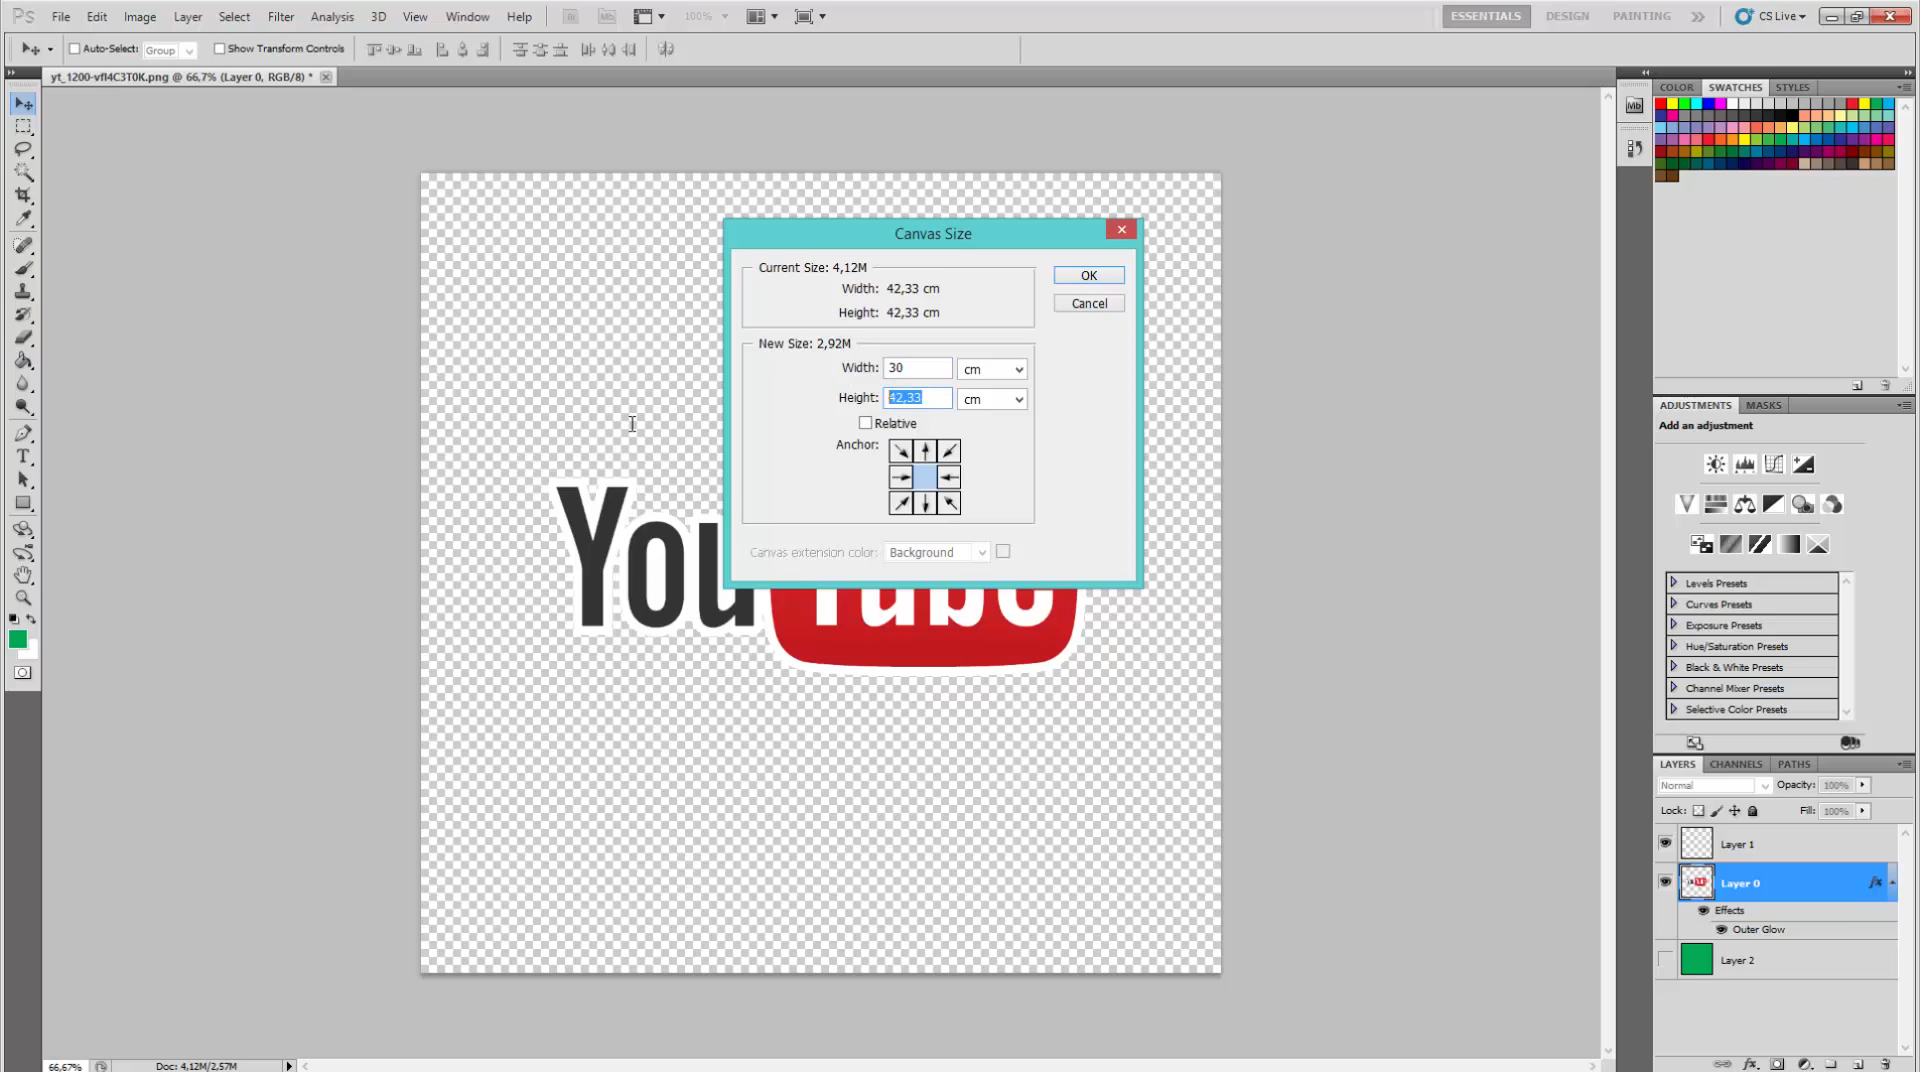 Ps File Edit Image Layer Select Filter Analysis 3D View Window Help Br Mb 100% ESSENTIALS DESIGN PAINTING CS Live
Auto-Select: Group Show Transform Controls
yt_1200-vfl4C3T0K.png @ 66,7% (Layer 0, RGB/8) *
Mb
COLOR SWATCHES STYLES
Canvas Size
Current Size: 4,12M
Width: 42,33 cm
Height: 42,33 cm
OK
Cancel
New Size: 2,92M
Width: 30 cm
Height: 42,33 cm
Relative
Anchor:
Canvas extension color: Background
You
Tube
ADJUSTMENTS MASKS
Add an adjustment
Levels Presets
Curves Presets
Exposure Presets
Hue/Saturation Presets
Black & White Presets
Channel Mixer Presets
Selective Color Presets
LAYERS CHANNELS PATHS
Normal Opacity: 100%
Lock: Fill: 100%
Layer 1
Layer 0 fx
Effects
Outer Glow
Layer 2
66,67% Doc: 4,12M/2,57M
fx